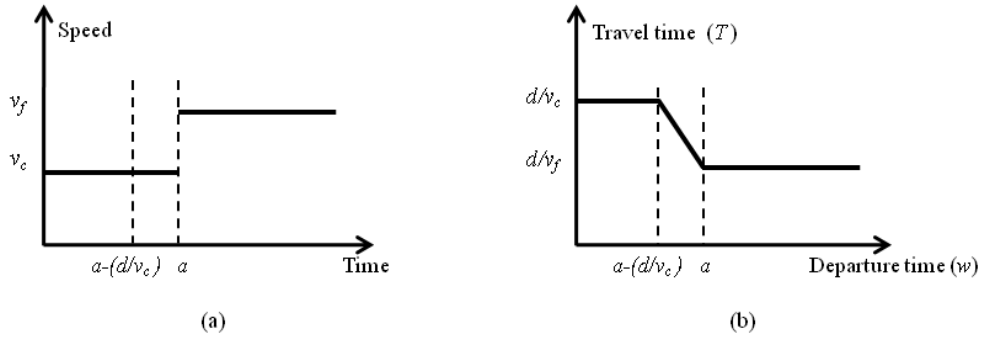 Speed
v_f
v_c
a-(d/v_c) a
Time
(a)
Travel time (T)
d/v_c
d/v_f
a-(d/v_c) a
Departure time (w)
(b)